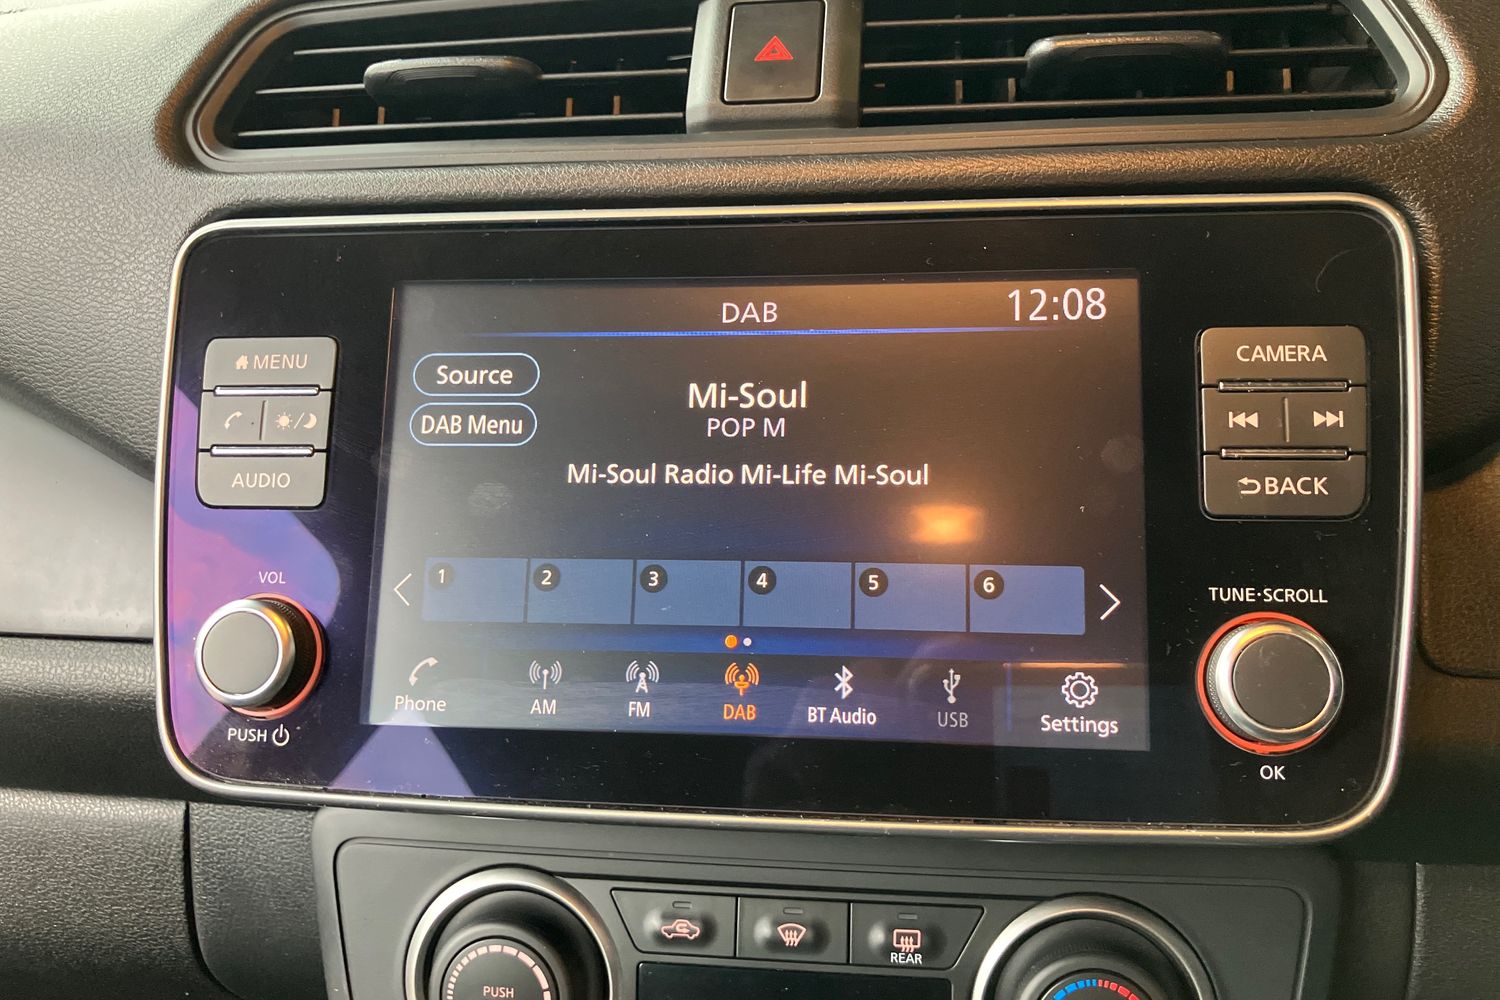 DAB
12:08
MENU
Source
DAB Menu
Mi-Soul
POP M
Mi-Soul Radio Mi-Life Mi-Soul
CAMERA
AUDIO
BACK
1 2 3 4 5 6
VOL
TUNE·SCROLL
Phone
AM
FM
DAB
BT Audio
USB
Settings
PUSH
OK
REAR
PUSH